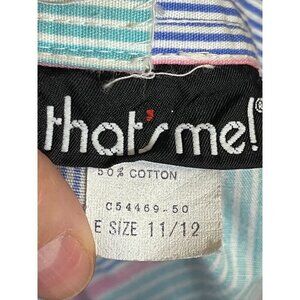 that's me!®
50% COTTON
C54469-50
E SIZE 11/12